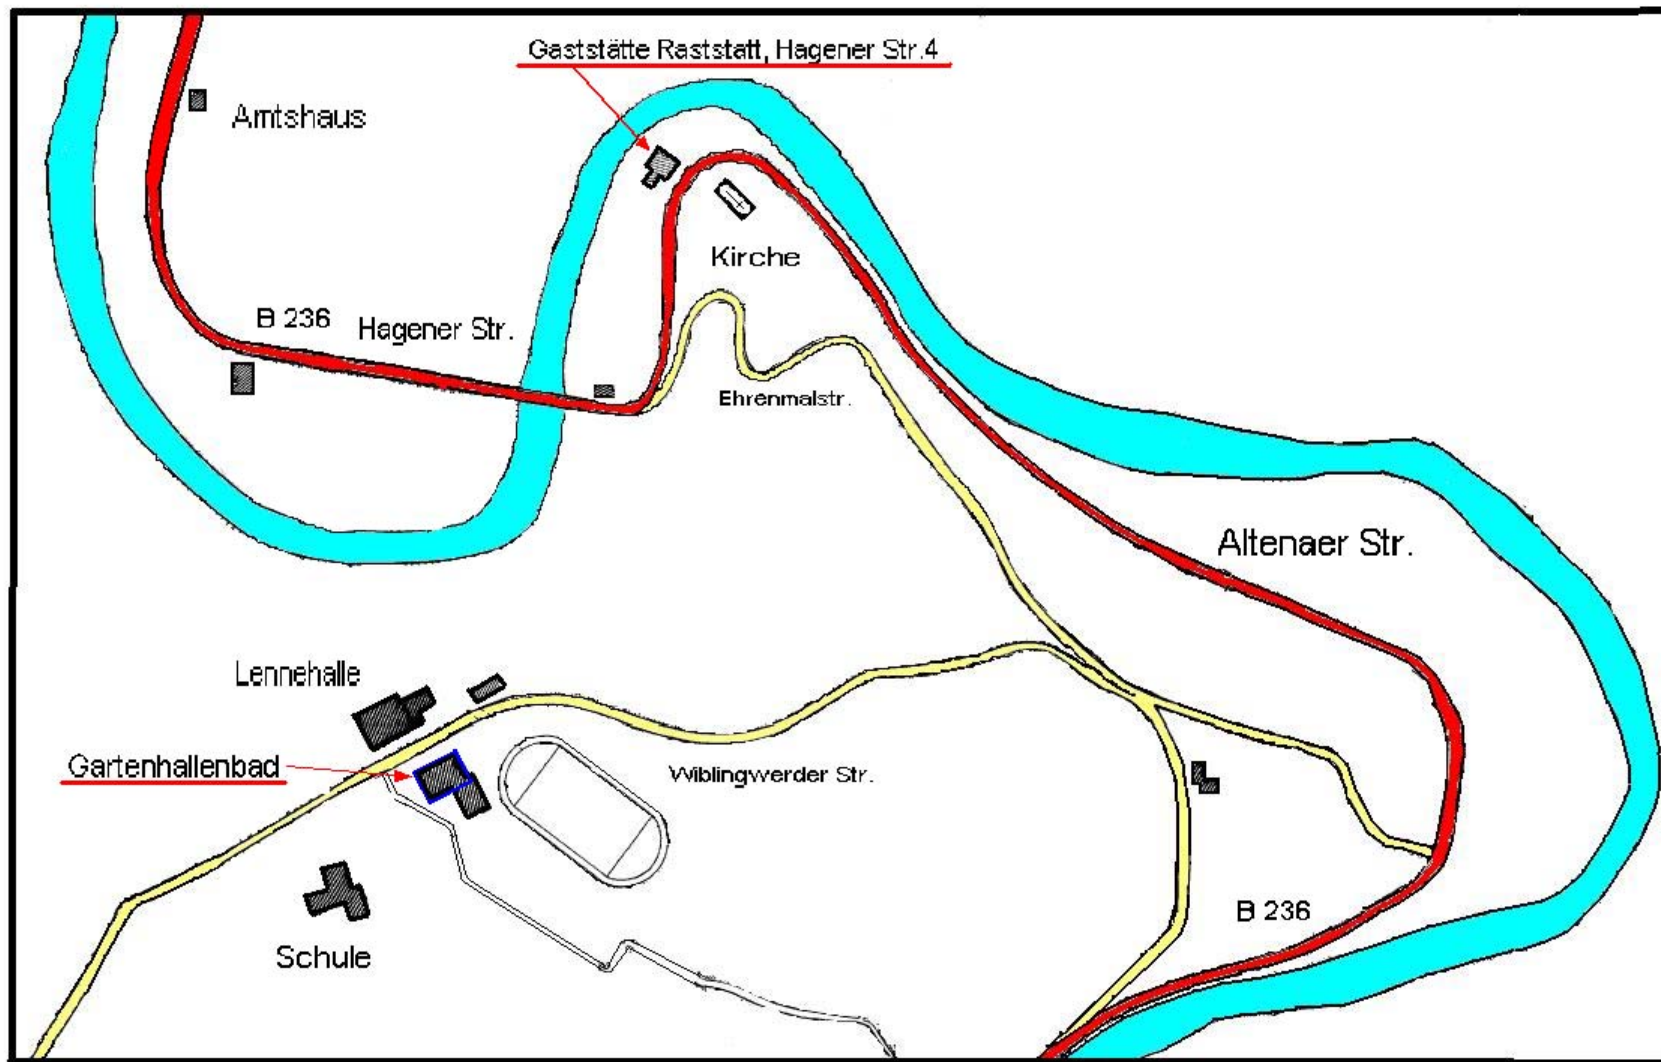 Gaststätte Raststatt, Hagener Str.4
Amtshaus
Kirche
B 236
Hagener Str.
Ehrenmalstr.
Altenaer Str.
Lennehalle
Gartenhallenbad
Wiblingwerder Str.
B 236
Schule